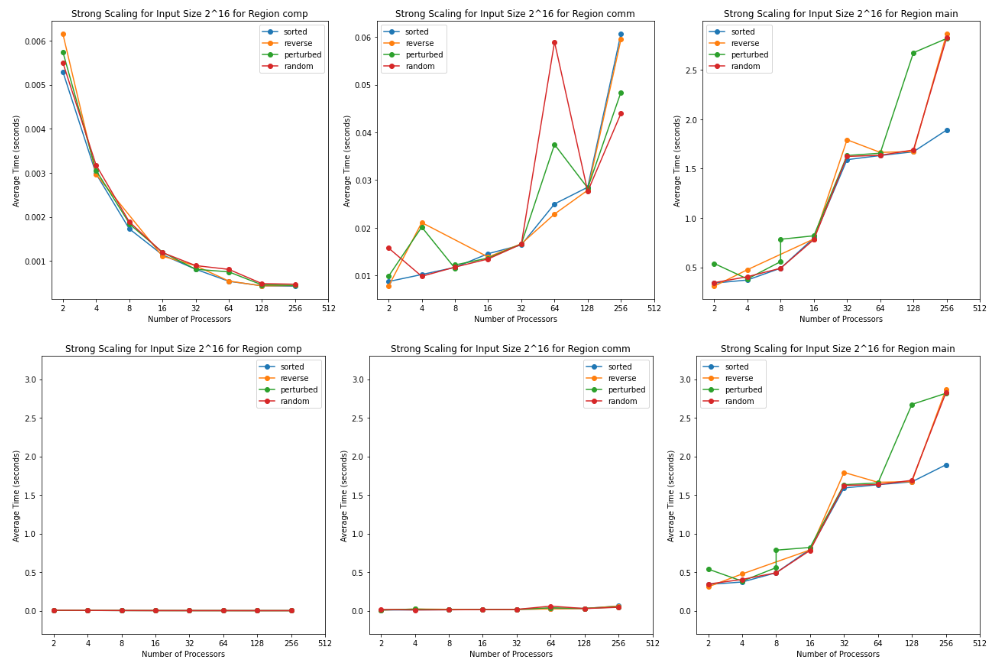 Strong Scaling for Input Size 2^16 for Region comp
sorted
reverse
perturbed
random
0.006
0.005
0.004
0.003
0.002
0.001
Average Time (seconds)
2 4 8 16 32 64 128 256 512
Number of Processors
Strong Scaling for Input Size 2^16 for Region comm
sorted
reverse
perturbed
random
0.06
0.05
0.04
0.03
0.02
0.01
Average Time (seconds)
2 4 8 16 32 64 128 256 512
Number of Processors
Strong Scaling for Input Size 2^16 for Region main
sorted
reverse
perturbed
random
2.5
2.0
1.5
1.0
0.5
Average Time (seconds)
2 4 8 16 32 64 128 256 512
Number of Processors
Strong Scaling for Input Size 2^16 for Region comp
sorted
reverse
perturbed
random
3.0
2.5
2.0
1.5
1.0
0.5
0.0
Average Time (seconds)
2 4 8 16 32 64 128 256 512
Number of Processors
Strong Scaling for Input Size 2^16 for Region comm
sorted
reverse
perturbed
random
3.0
2.5
2.0
1.5
1.0
0.5
0.0
Average Time (seconds)
2 4 8 16 32 64 128 256 512
Number of Processors
Strong Scaling for Input Size 2^16 for Region main
sorted
reverse
perturbed
random
3.0
2.5
2.0
1.5
1.0
0.5
0.0
Average Time (seconds)
2 4 8 16 32 64 128 256 512
Number of Processors